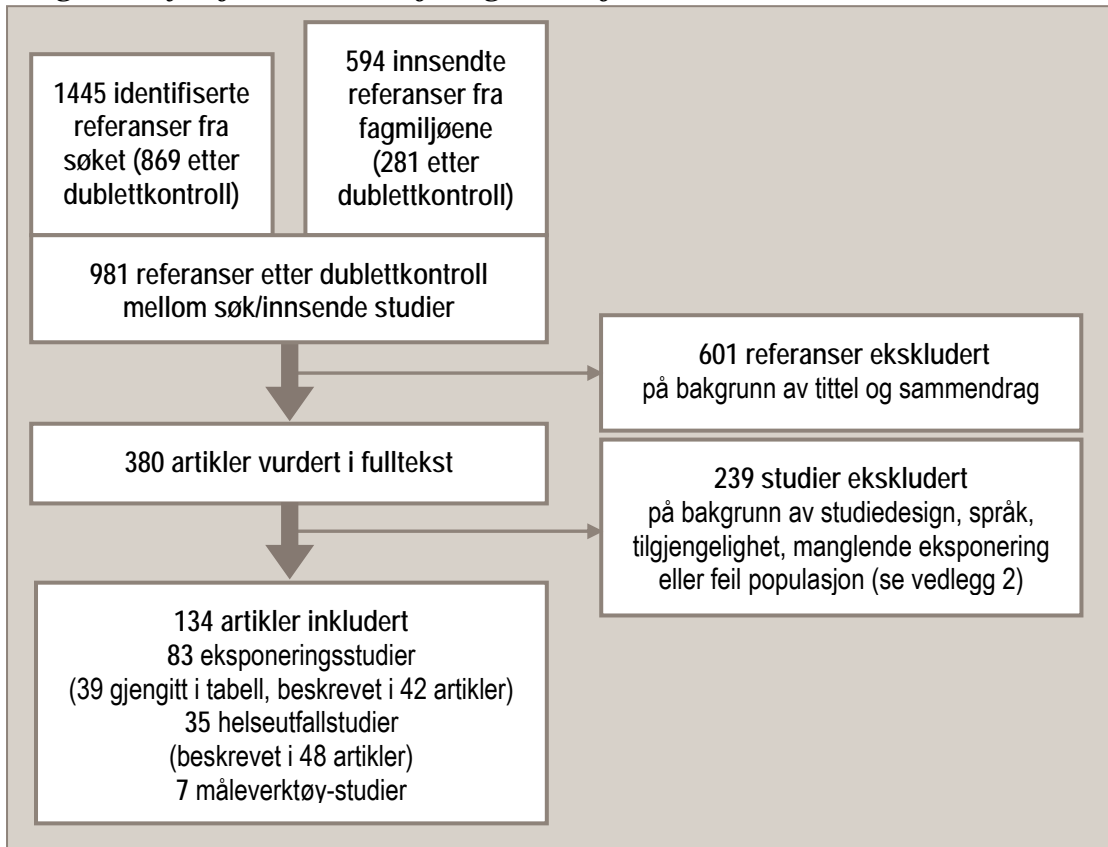 1445 identifiserte
referanser fra
søket (869 etter
dublettkontroll)
594 innsendte
referanser fra
fagmiljøene
(281 etter
dublettkontroll)
981 referanser etter dublettkontroll
mellom søk/innsende studier
601 referanser ekskludert
på bakgrunn av tittel og sammendrag
380 artikler vurdert i fulltekst
239 studier ekskludert
på bakgrunn av studiedesign, språk,
tilgjengelighet, manglende eksponering
eller feil populasjon (se vedlegg 2)
134 artikler inkludert
83 eksponeringsstudier
(39 gjengitt i tabell, beskrevet i 42 artikler)
35 helseutfallstudier
(beskrevet i 48 artikler)
7 måleverktøy-studier